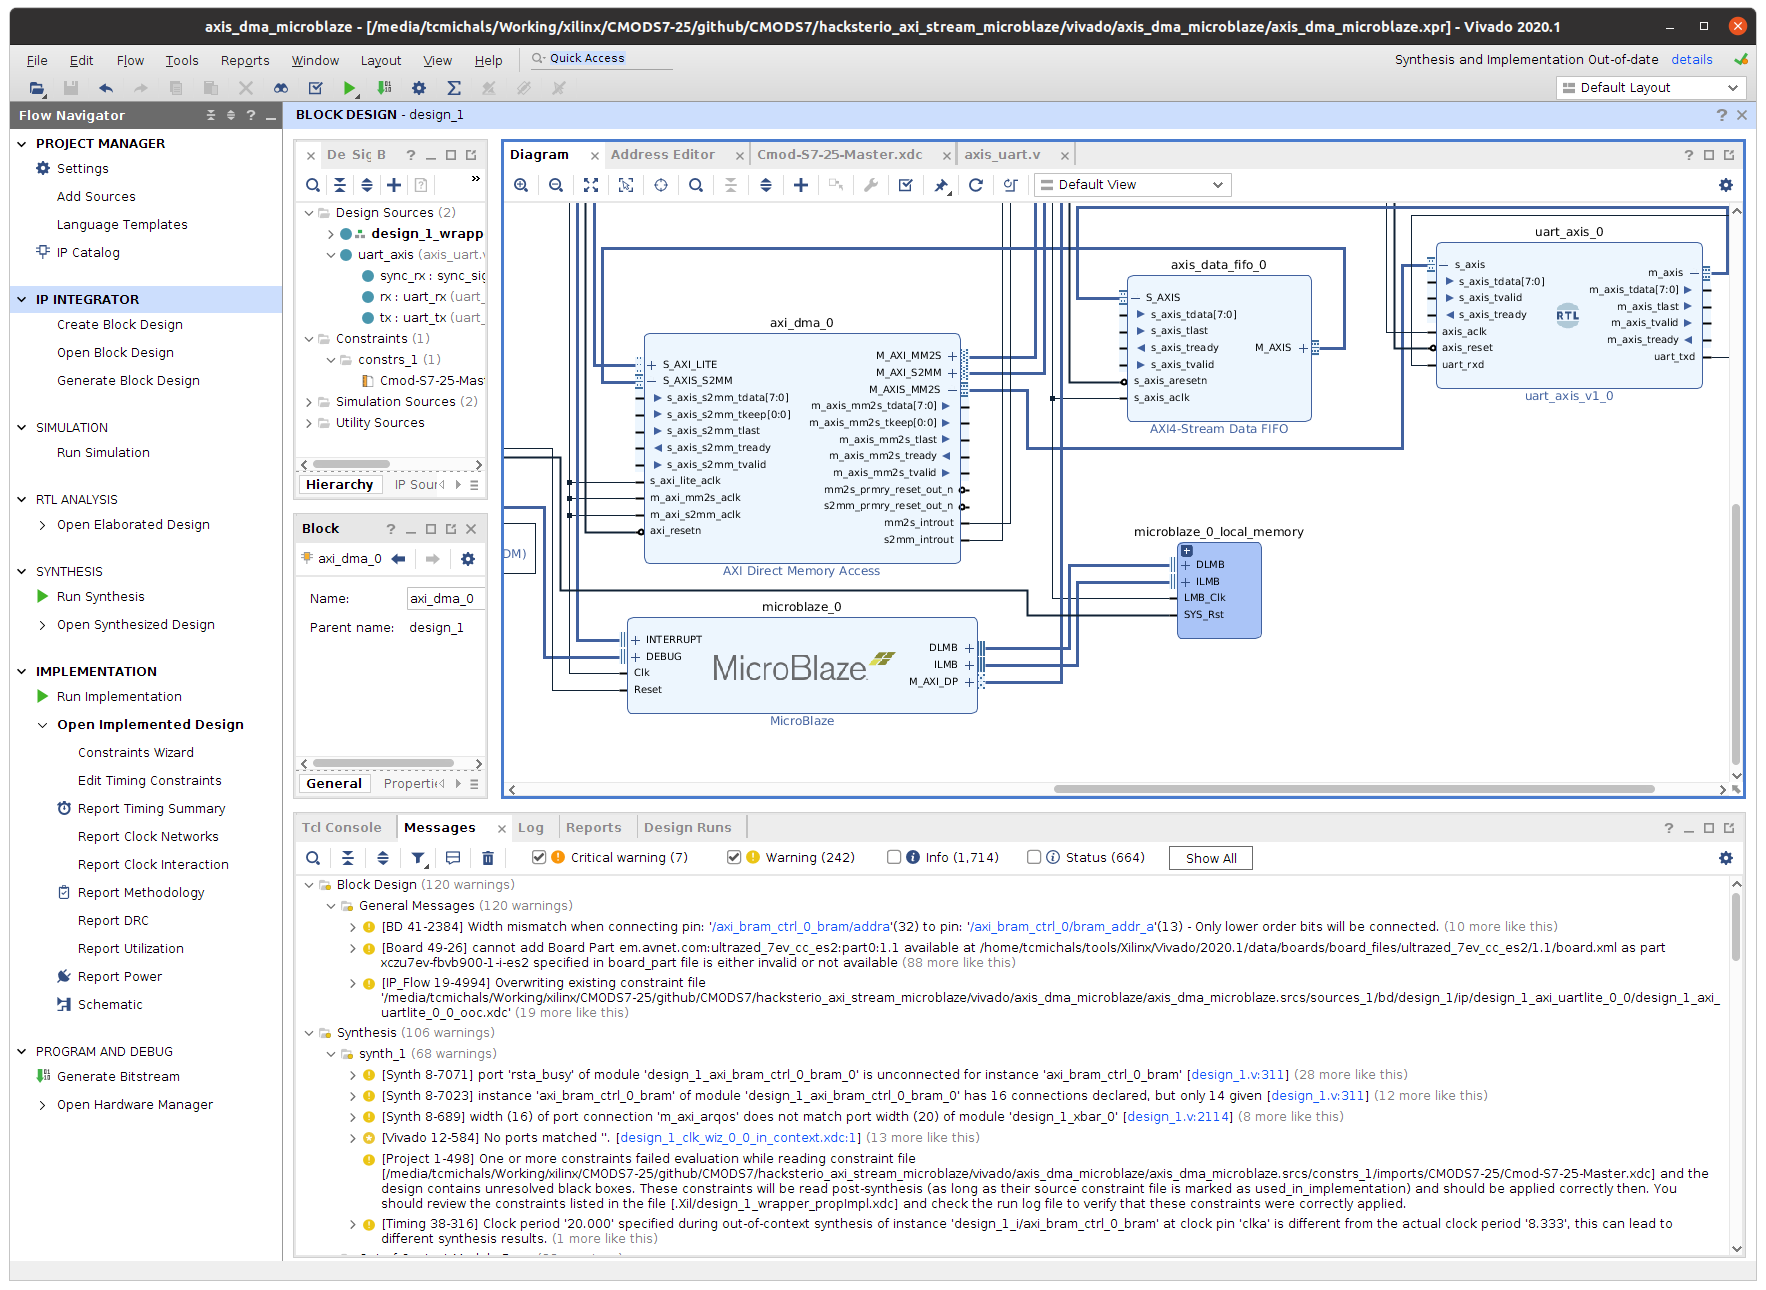 axis_dma_microblaze - [/media/tcmichals/Working/xilinx/CMODS7-25/github/CMODS7/hacksterio_axi_stream_microblaze/vivado/axis_dma_microblaze/axis_dma_microblaze.xpr] - Vivado 2020.1
File Edit Flow Tools Reports Window Layout View Help Quick Access
Synthesis and Implementation Out-of-date details
Default Layout
Flow Navigator
PROJECT MANAGER
Settings
Add Sources
Language Templates
IP Catalog
IP INTEGRATOR
Create Block Design
Open Block Design
Generate Block Design
SIMULATION
Run Simulation
RTL ANALYSIS
Open Elaborated Design
SYNTHESIS
Run Synthesis
Open Synthesized Design
IMPLEMENTATION
Run Implementation
Open Implemented Design
Constraints Wizard
Edit Timing Constraints
Report Timing Summary
Report Clock Networks
Report Clock Interaction
Report Methodology
Report DRC
Report Utilization
Report Power
Schematic
PROGRAM AND DEBUG
Generate Bitstream
Open Hardware Manager
BLOCK DESIGN - design_1
De Sig B
Design Sources (2)
design_1_wrapp
uart_axis (axis_uart.v
sync_rx : sync_sig
rx : uart_rx (uart_
tx : uart_tx (uart_
Constraints (1)
constrs_1 (1)
Cmod-S7-25-Mas
Simulation Sources (2)
Utility Sources
Hierarchy IP Sour
Block
axi_dma_0
Name: axi_dma_0
Parent name: design_1
General Properti
Diagram Address Editor Cmod-S7-25-Master.xdc axis_uart.v
Default View
axi_dma_0
S_AXI_LITE
S_AXIS_S2MM
s_axis_s2mm_tdata[7:0]
s_axis_s2mm_tkeep[0:0]
s_axis_s2mm_tlast
s_axis_s2mm_tready
s_axis_s2mm_tvalid
s_axi_lite_aclk
m_axi_mm2s_aclk
m_axi_s2mm_aclk
axi_resetn
M_AXI_MM2S
M_AXI_S2MM
M_AXIS_MM2S
m_axis_mm2s_tdata[7:0]
m_axis_mm2s_tkeep[0:0]
m_axis_mm2s_tlast
m_axis_mm2s_tready
m_axis_mm2s_tvalid
mm2s_prmry_reset_out_n
s2mm_prmry_reset_out_n
mm2s_introut
s2mm_introut
AXI Direct Memory Access
axis_data_fifo_0
S_AXIS
s_axis_tdata[7:0]
s_axis_tlast
s_axis_tready
s_axis_tvalid
s_axis_aresetn
s_axis_aclk
M_AXIS
AXI4-Stream Data FIFO
uart_axis_0
s_axis
s_axis_tdata[7:0]
s_axis_tvalid
s_axis_tready
axis_aclk
axis_reset
uart_rxd
RTL
m_axis
m_axis_tdata[7:0]
m_axis_tlast
m_axis_tvalid
m_axis_tready
uart_txd
uart_axis_v1_0
DM)
microblaze_0
INTERRUPT
DEBUG
Clk
Reset
MicroBlaze
DLMB
ILMB
M_AXI_DP
MicroBlaze
microblaze_0_local_memory
DLMB
ILMB
LMB_Clk
SYS_Rst
Tcl Console Messages Log Reports Design Runs
Critical warning (7) Warning (242) Info (1,714) Status (664) Show All
Block Design (120 warnings)
General Messages (120 warnings)
[BD 41-2384] Width mismatch when connecting pin: '/axi_bram_ctrl_0_bram/addra'(32) to pin: '/axi_bram_ctrl_0/bram_addr_a'(13) - Only lower order bits will be connected. (10 more like this)
[Board 49-26] cannot add Board Part em.avnet.com:ultrazed_7ev_cc_es2:part0:1.1 available at /home/tcmichals/tools/Xilinx/Vivado/2020.1/data/boards/board_files/ultrazed_7ev_cc_es2/1.1/board.xml as part
xczu7ev-fbvb900-1-i-es2 specified in board_part file is either invalid or not available (88 more like this)
[IP_Flow 19-4994] Overwriting existing constraint file
'/media/tcmichals/Working/xilinx/CMODS7-25/github/CMODS7/hacksterio_axi_stream_microblaze/vivado/axis_dma_microblaze/axis_dma_microblaze.srcs/sources_1/bd/design_1/ip/design_1_axi_uartlite_0_0/design_1_axi_
uartlite_0_0_ooc.xdc' (19 more like this)
Synthesis (106 warnings)
synth_1 (68 warnings)
[Synth 8-7071] port 'rsta_busy' of module 'design_1_axi_bram_ctrl_0_bram_0' is unconnected for instance 'axi_bram_ctrl_0_bram' [design_1.v:311] (28 more like this)
[Synth 8-7023] instance 'axi_bram_ctrl_0_bram' of module 'design_1_axi_bram_ctrl_0_bram_0' has 16 connections declared, but only 14 given [design_1.v:311] (12 more like this)
[Synth 8-689] width (16) of port connection 'm_axi_arqos' does not match port width (20) of module 'design_1_xbar_0' [design_1.v:2114] (8 more like this)
[Vivado 12-584] No ports matched ''. [design_1_clk_wiz_0_0_in_context.xdc:1] (13 more like this)
[Project 1-498] One or more constraints failed evaluation while reading constraint file
[/media/tcmichals/Working/xilinx/CMODS7-25/github/CMODS7/hacksterio_axi_stream_microblaze/vivado/axis_dma_microblaze/axis_dma_microblaze.srcs/constrs_1/imports/CMODS7-25/Cmod-S7-25-Master.xdc] and the
design contains unresolved black boxes. These constraints will be read post-synthesis (as long as their source constraint file is marked as used_in_implementation) and should be applied correctly then. You
should review the constraints listed in the file [.Xil/design_1_wrapper_propImpl.xdc] and check the run log file to verify that these constraints were correctly applied.
[Timing 38-316] Clock period '20.000' specified during out-of-context synthesis of instance 'design_1_i/axi_bram_ctrl_0_bram' at clock pin 'clka' is different from the actual clock period '8.333', this can lead to
different synthesis results. (1 more like this)